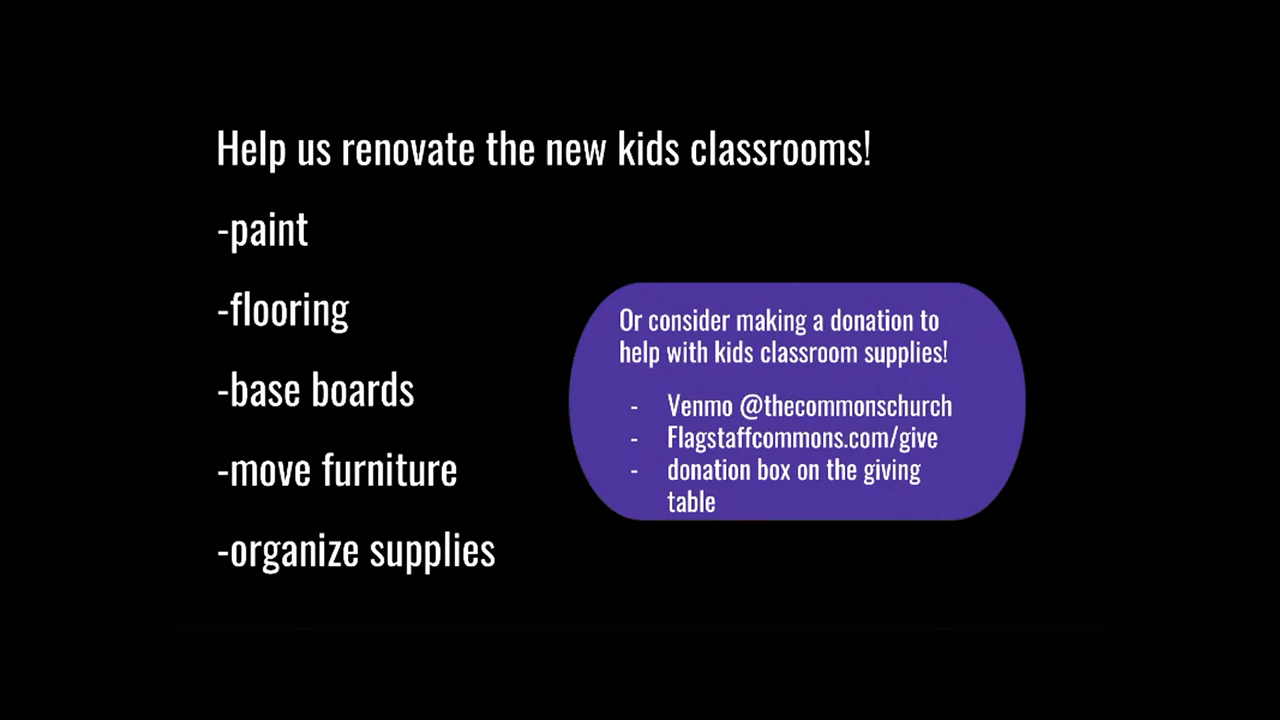 Help us renovate the new kids classrooms!
-paint
-flooring
-base boards
-move furniture
-organize supplies
Or consider making a donation to
help with kids classroom supplies!
- Venmo @thecommonschurch
- Flagstaffcommons.com/give
- donation box on the giving
table